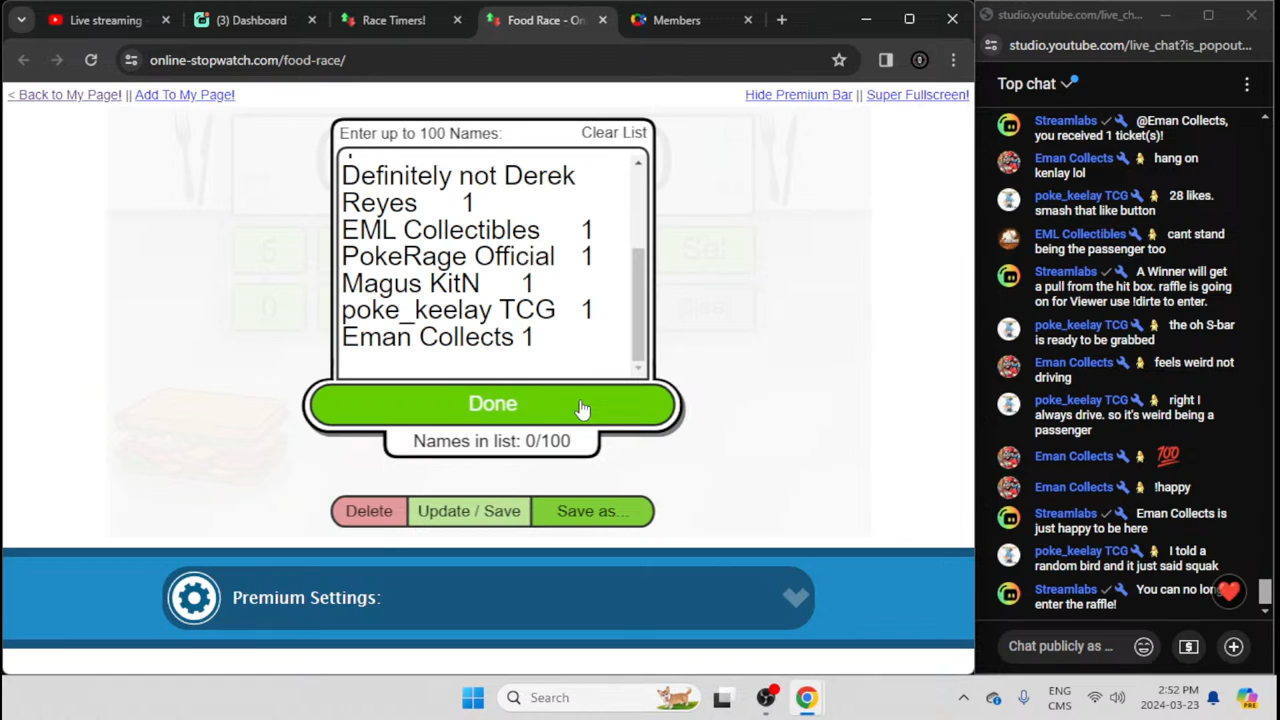 Live streaming
(3) Dashboard
Race Timers!
Food Race - On
Members
studio.youtube.com/live_ch...
online-stopwatch.com/food-race/
studio.youtube.com/live_chat?is_popout...
< Back to My Page! || Add To My Page!
Hide Premium Bar || Super Fullscreen!
Enter up to 100 Names:
Clear List
Definitely not Derek
Reyes 1
EML Collectibles 1
PokeRage Official 1
Magus KitN 1
poke_keelay TCG 1
Eman Collects 1
Done
Names in list: 0/100
5
0
Set
Clear
Delete
Update / Save
Save as...
Premium Settings:
Top chat
Streamlabs @Eman Collects,
you received 1 ticket(s)!
Eman Collects hang on
kenlay lol
poke_keelay TCG 28 likes.
smash that like button
EML Collectibles cant stand
being the passenger too
Streamlabs A Winner will get
a pull from the hit box. raffle is going
on for Viewer use !dirte to enter.
poke_keelay TCG the oh S-bar
is ready to be grabbed
Eman Collects feels weird not
driving
poke_keelay TCG right I
always drive. so it's weird being a
passenger
Eman Collects 💯
Eman Collects !happy
Streamlabs Eman Collects is
just happy to be here
poke_keelay TCG I told a
random bird and it just said squak
Streamlabs You can no lon
enter the raffle!
Chat publicly as ...
Search
ENG
CMS
2:52 PM
2024-03-23
PRE